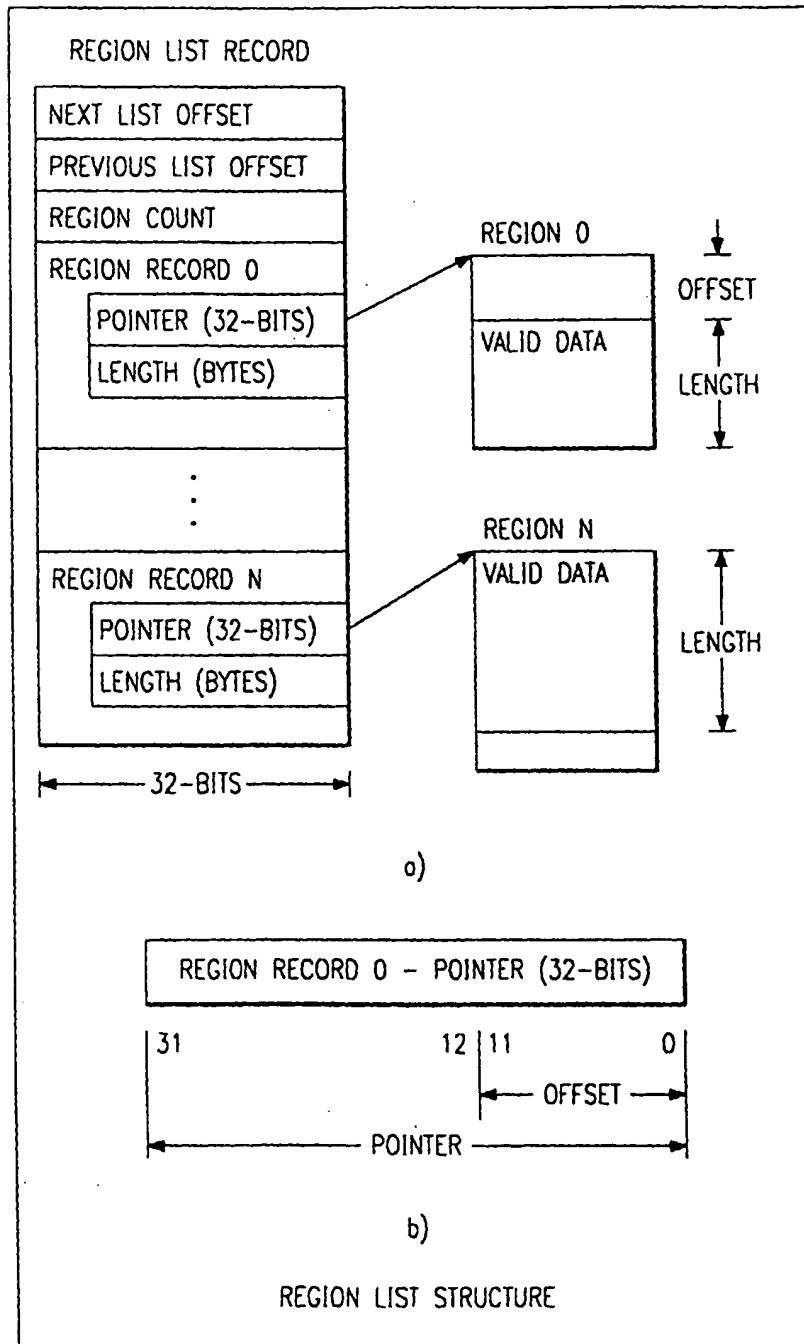 REGION LIST RECORD
NEXT LIST OFFSET
PREVIOUS LIST OFFSET
REGION COUNT
REGION RECORD 0
POINTER (32-BITS)
LENGTH (BYTES)
REGION 0
OFFSET
VALID DATA
LENGTH
REGION RECORD N
POINTER (32-BITS)
LENGTH (BYTES)
REGION N
VALID DATA
LENGTH
32-BITS
a)
REGION RECORD 0 - POINTER (32-BITS)
31 12 11 0
OFFSET
POINTER
b)
REGION LIST STRUCTURE